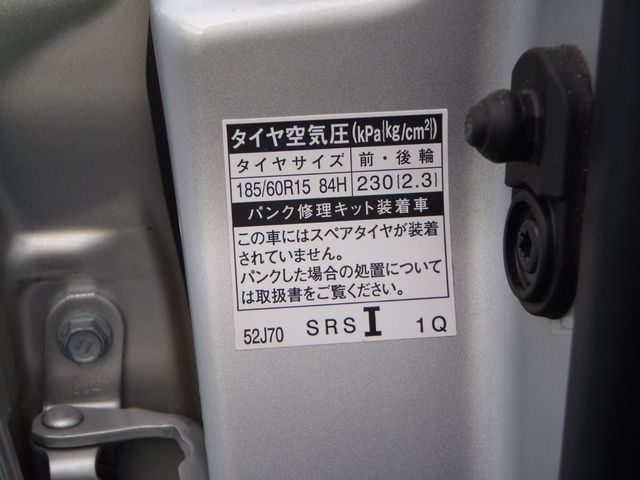 タイヤ空気圧(kPa{kg/cm²})
タイヤサイズ 前・後輪
185/60R15 84H 230{2.3}
パンク修理キット装着車
この車にはスペアタイヤが装着
されていません。
パンクした場合の処置について
は取扱書をご覧ください。
52J70 SRS I 1Q